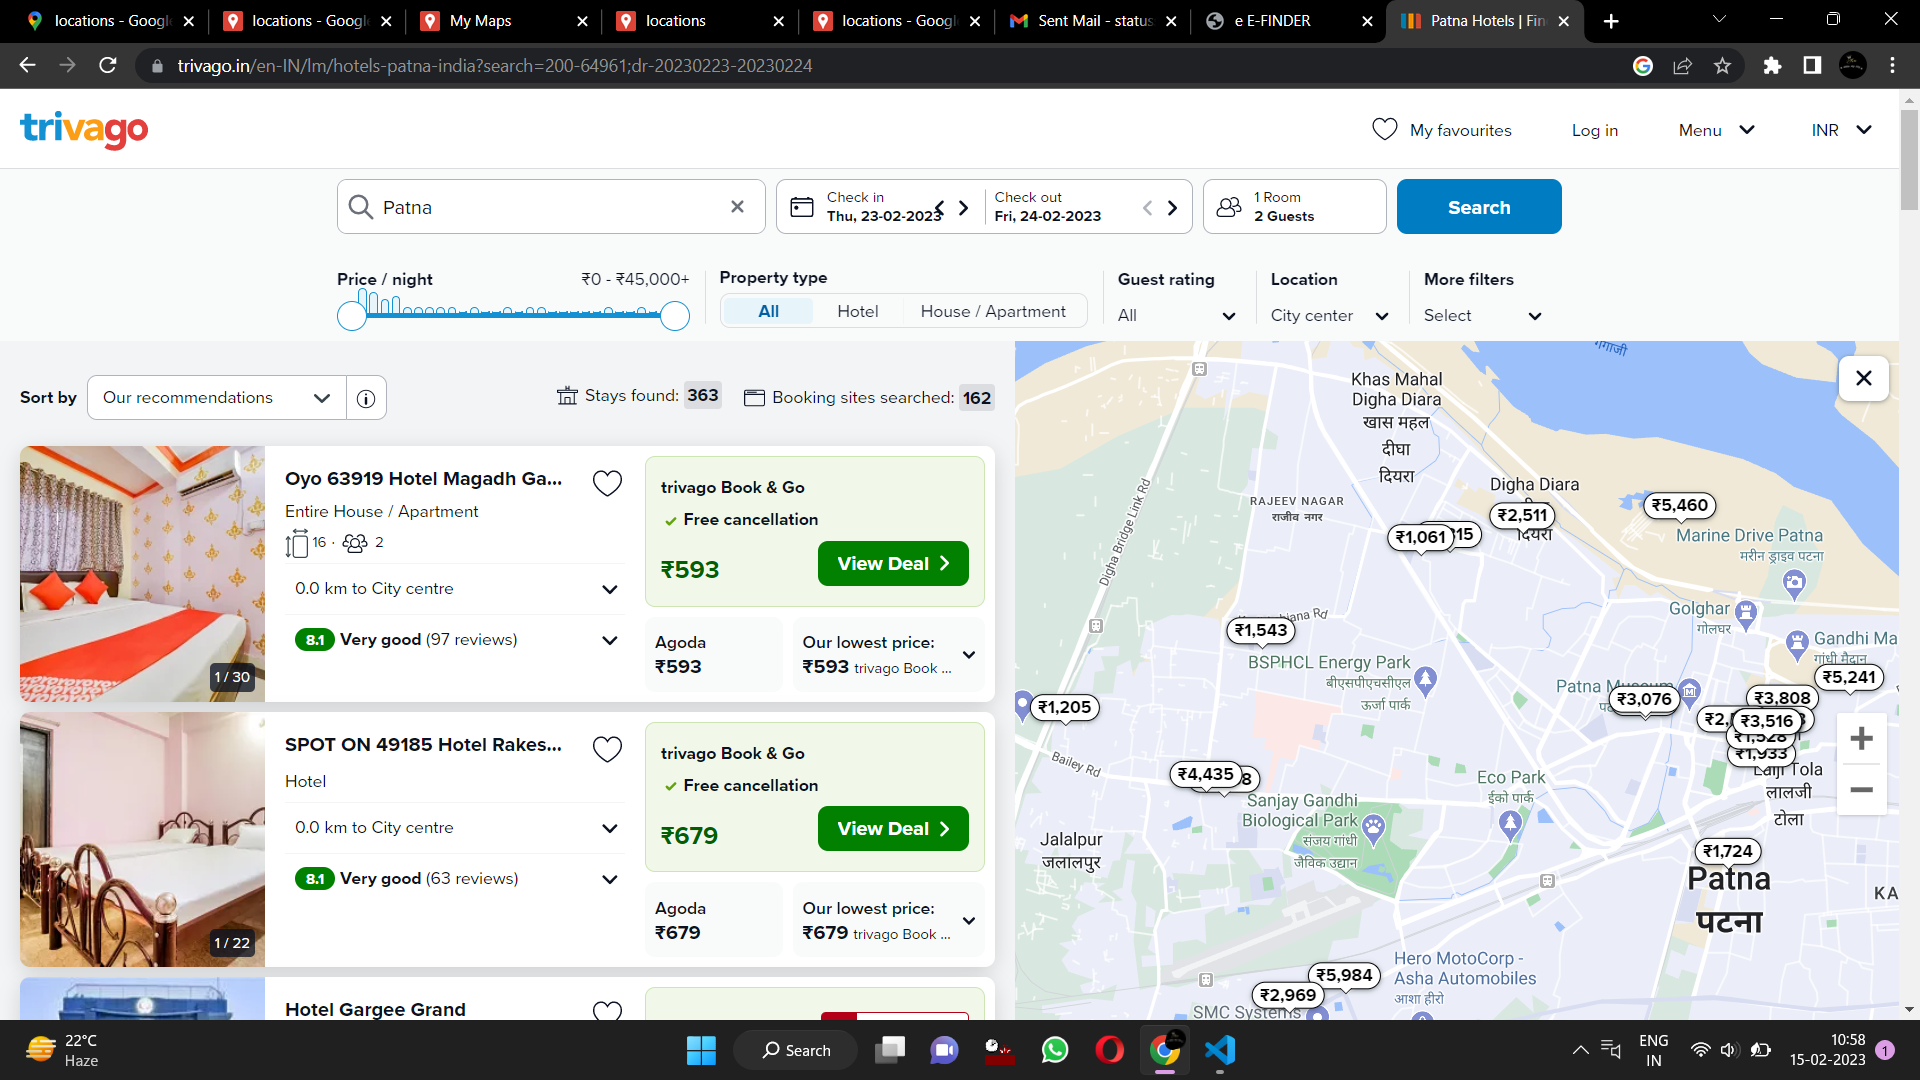 locations - Google
locations - Google
My Maps
locations
locations - Google
Sent Mail - status
e E-FINDER
Patna Hotels | Fin
trivago.in/en-IN/lm/hotels-patna-india?search=200-64961;dr-20230223-20230224
trivago
My favourites
Log in
Menu
INR
Patna
Check in
Thu, 23-02-2023
Check out
Fri, 24-02-2023
1 Room
2 Guests
Search
Price / night
₹0 - ₹45,000+
Property type
All
Hotel
House / Apartment
Guest rating
All
Location
City center
More filters
Select
Sort by
Our recommendations
Stays found: 363
Booking sites searched: 162
Oyo 63919 Hotel Magadh Ga...
Entire House / Apartment
16 · 2
0.0 km to City centre
8.1 Very good (97 reviews)
1 / 30
trivago Book & Go
Free cancellation
₹593
View Deal
Agoda
₹593
Our lowest price:
₹593 trivago Book ...
SPOT ON 49185 Hotel Rakes...
Hotel
0.0 km to City centre
8.1 Very good (63 reviews)
1 / 22
trivago Book & Go
Free cancellation
₹679
View Deal
Agoda
₹679
Our lowest price:
₹679 trivago Book ...
Hotel Gargee Grand
गंगाजी
Khas Mahal
Digha Diara
खास महल
दीघा
दियरा
Digha Bridge Link Rd
RAJEEV NAGAR
राजीव नगर
Digha Diara
₹2,511
दियरा
₹1,061
15
₹5,460
Marine Drive Patna
मरीन ड्राइव पटना
Golghar
गोलघर
Gandhi Ma
गांधी मैदान
₹5,241
₹1,543
BSPHCL Energy Park
बीएसपीएचसीएल
ऊर्जा पार्क
Patna Museum
₹3,076
₹3,808
₹2,
₹3,516
₹1,528
₹1,933
Lalji Tola
लालजी
टोला
₹1,205
Bailey Rd
₹4,435
8
Eco Park
ईको पार्क
Sanjay Gandhi
Biological Park
संजय गांधी
जैविक उद्यान
Jalalpur
जलालपुर
₹1,724
Patna
पटना
KA
Hero MotoCorp -
Asha Automobiles
आशा हीरो
₹5,984
₹2,969
SMC Systems
22°C
Haze
Search
ENG
IN
10:58
15-02-2023
1